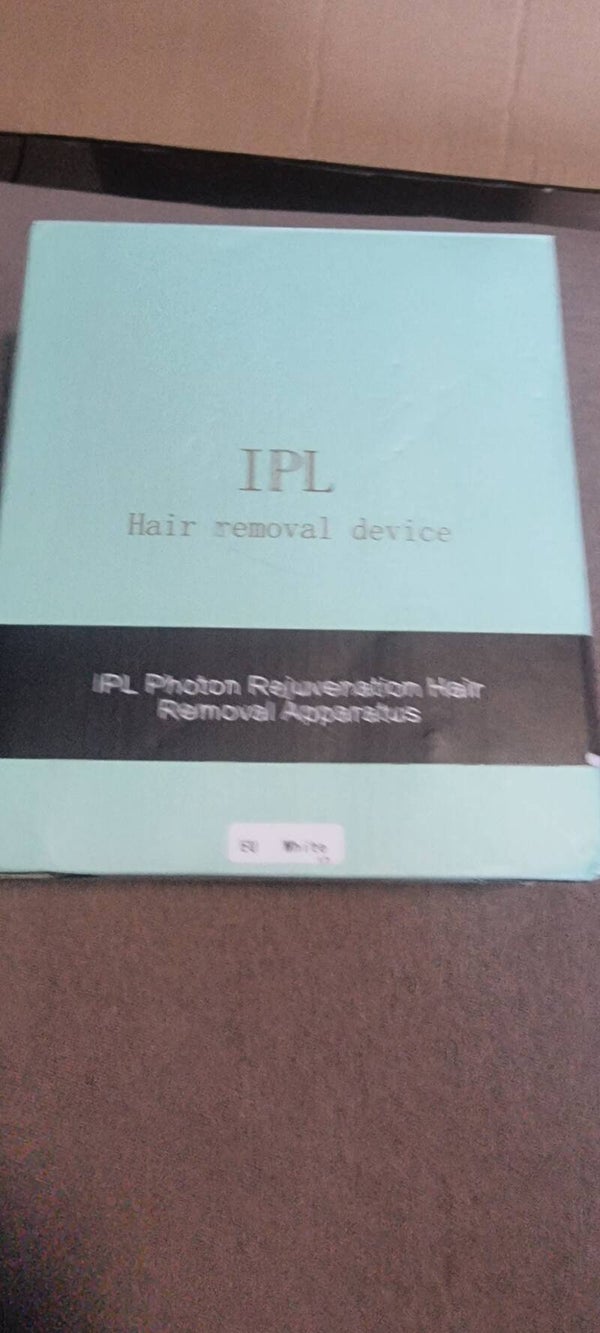 IPL
Hair removal device
IPL Photon Rejuvenation Hair
Removal Apparatus
EU White